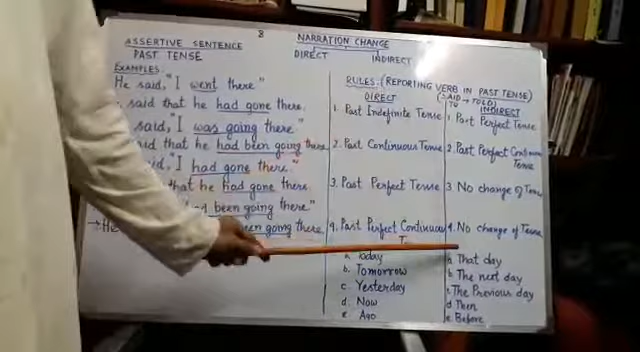 8
NARRATION CHANGE
ASSERTIVE SENTENCE
PAST TENSE
DIRECT
INDIRECT
EXAMPLES:
He said, "I went there"
said that he had gone there.
said, "I was going there"
that he had been going there.
"I had gone there."
that he had gone there.
been going there"
→He
been going there.
RULES: (REPORTING VERB IN PAST TENSE)
(SAID → TOLD)
TO
DIRECT
INDIRECT
1. Past Indefinite Tense
1. Past Perfect Tense
2. Past Continuous Tense
2. Past Perfect Continuous
Tense
3. Past Perfect Tense
3 No change of Tense
4. Past Perfect Continuous
T.
4. No change of Tense
a. Today
a That day
b. Tomorrow
b The next day
c. Yesterday
c. The Previous day
d. Now
d Then
e. Ago
e. Before